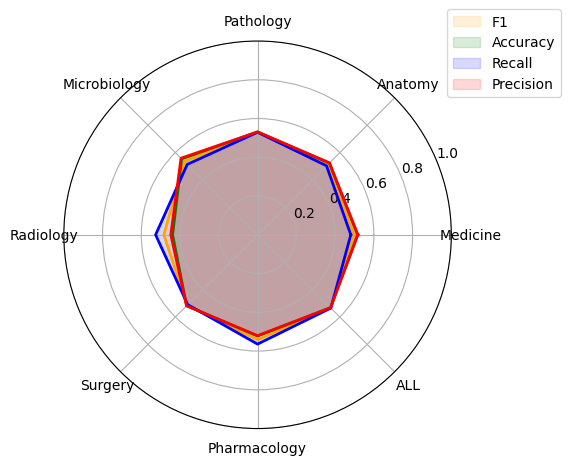 F1
Accuracy
Recall
Precision
Pathology
Microbiology
Anatomy
1.0
0.8
0.6
0.4
0.2
Radiology
Medicine
Surgery
ALL
Pharmacology